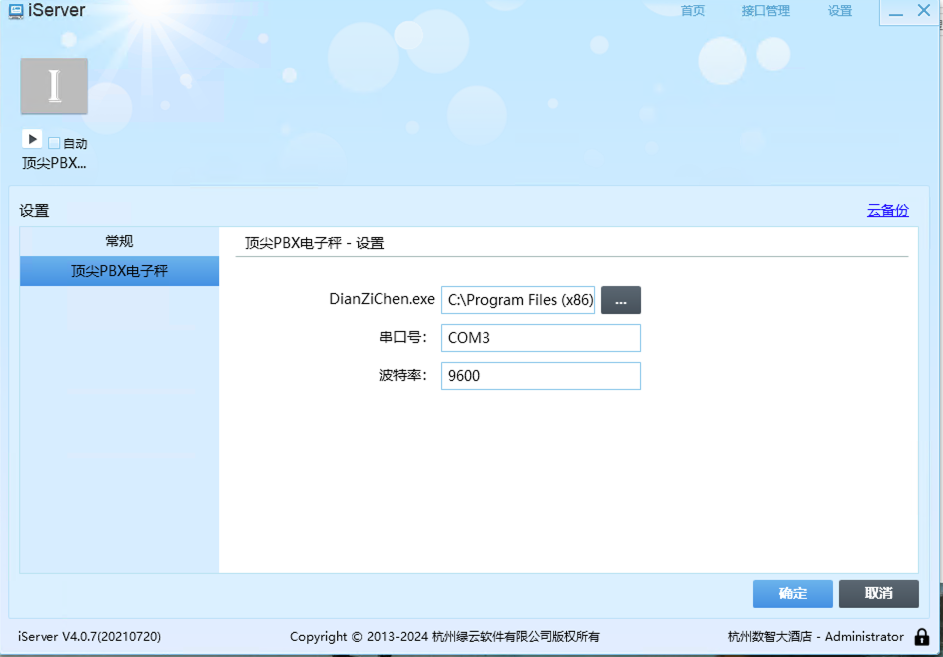 iServer
首页 接口管理 设置
I
自动
顶尖PBX...
设置 云备份
常规
顶尖PBX电子秤
顶尖PBX电子秤 - 设置
DianZiChen.exe C:\Program Files (x86) ...
串口号： COM3
波特率： 9600
确定 取消
iServer V4.0.7(20210720) Copyright © 2013-2024 杭州绿云软件有限公司版权所有 杭州数智大酒店 - Administrator